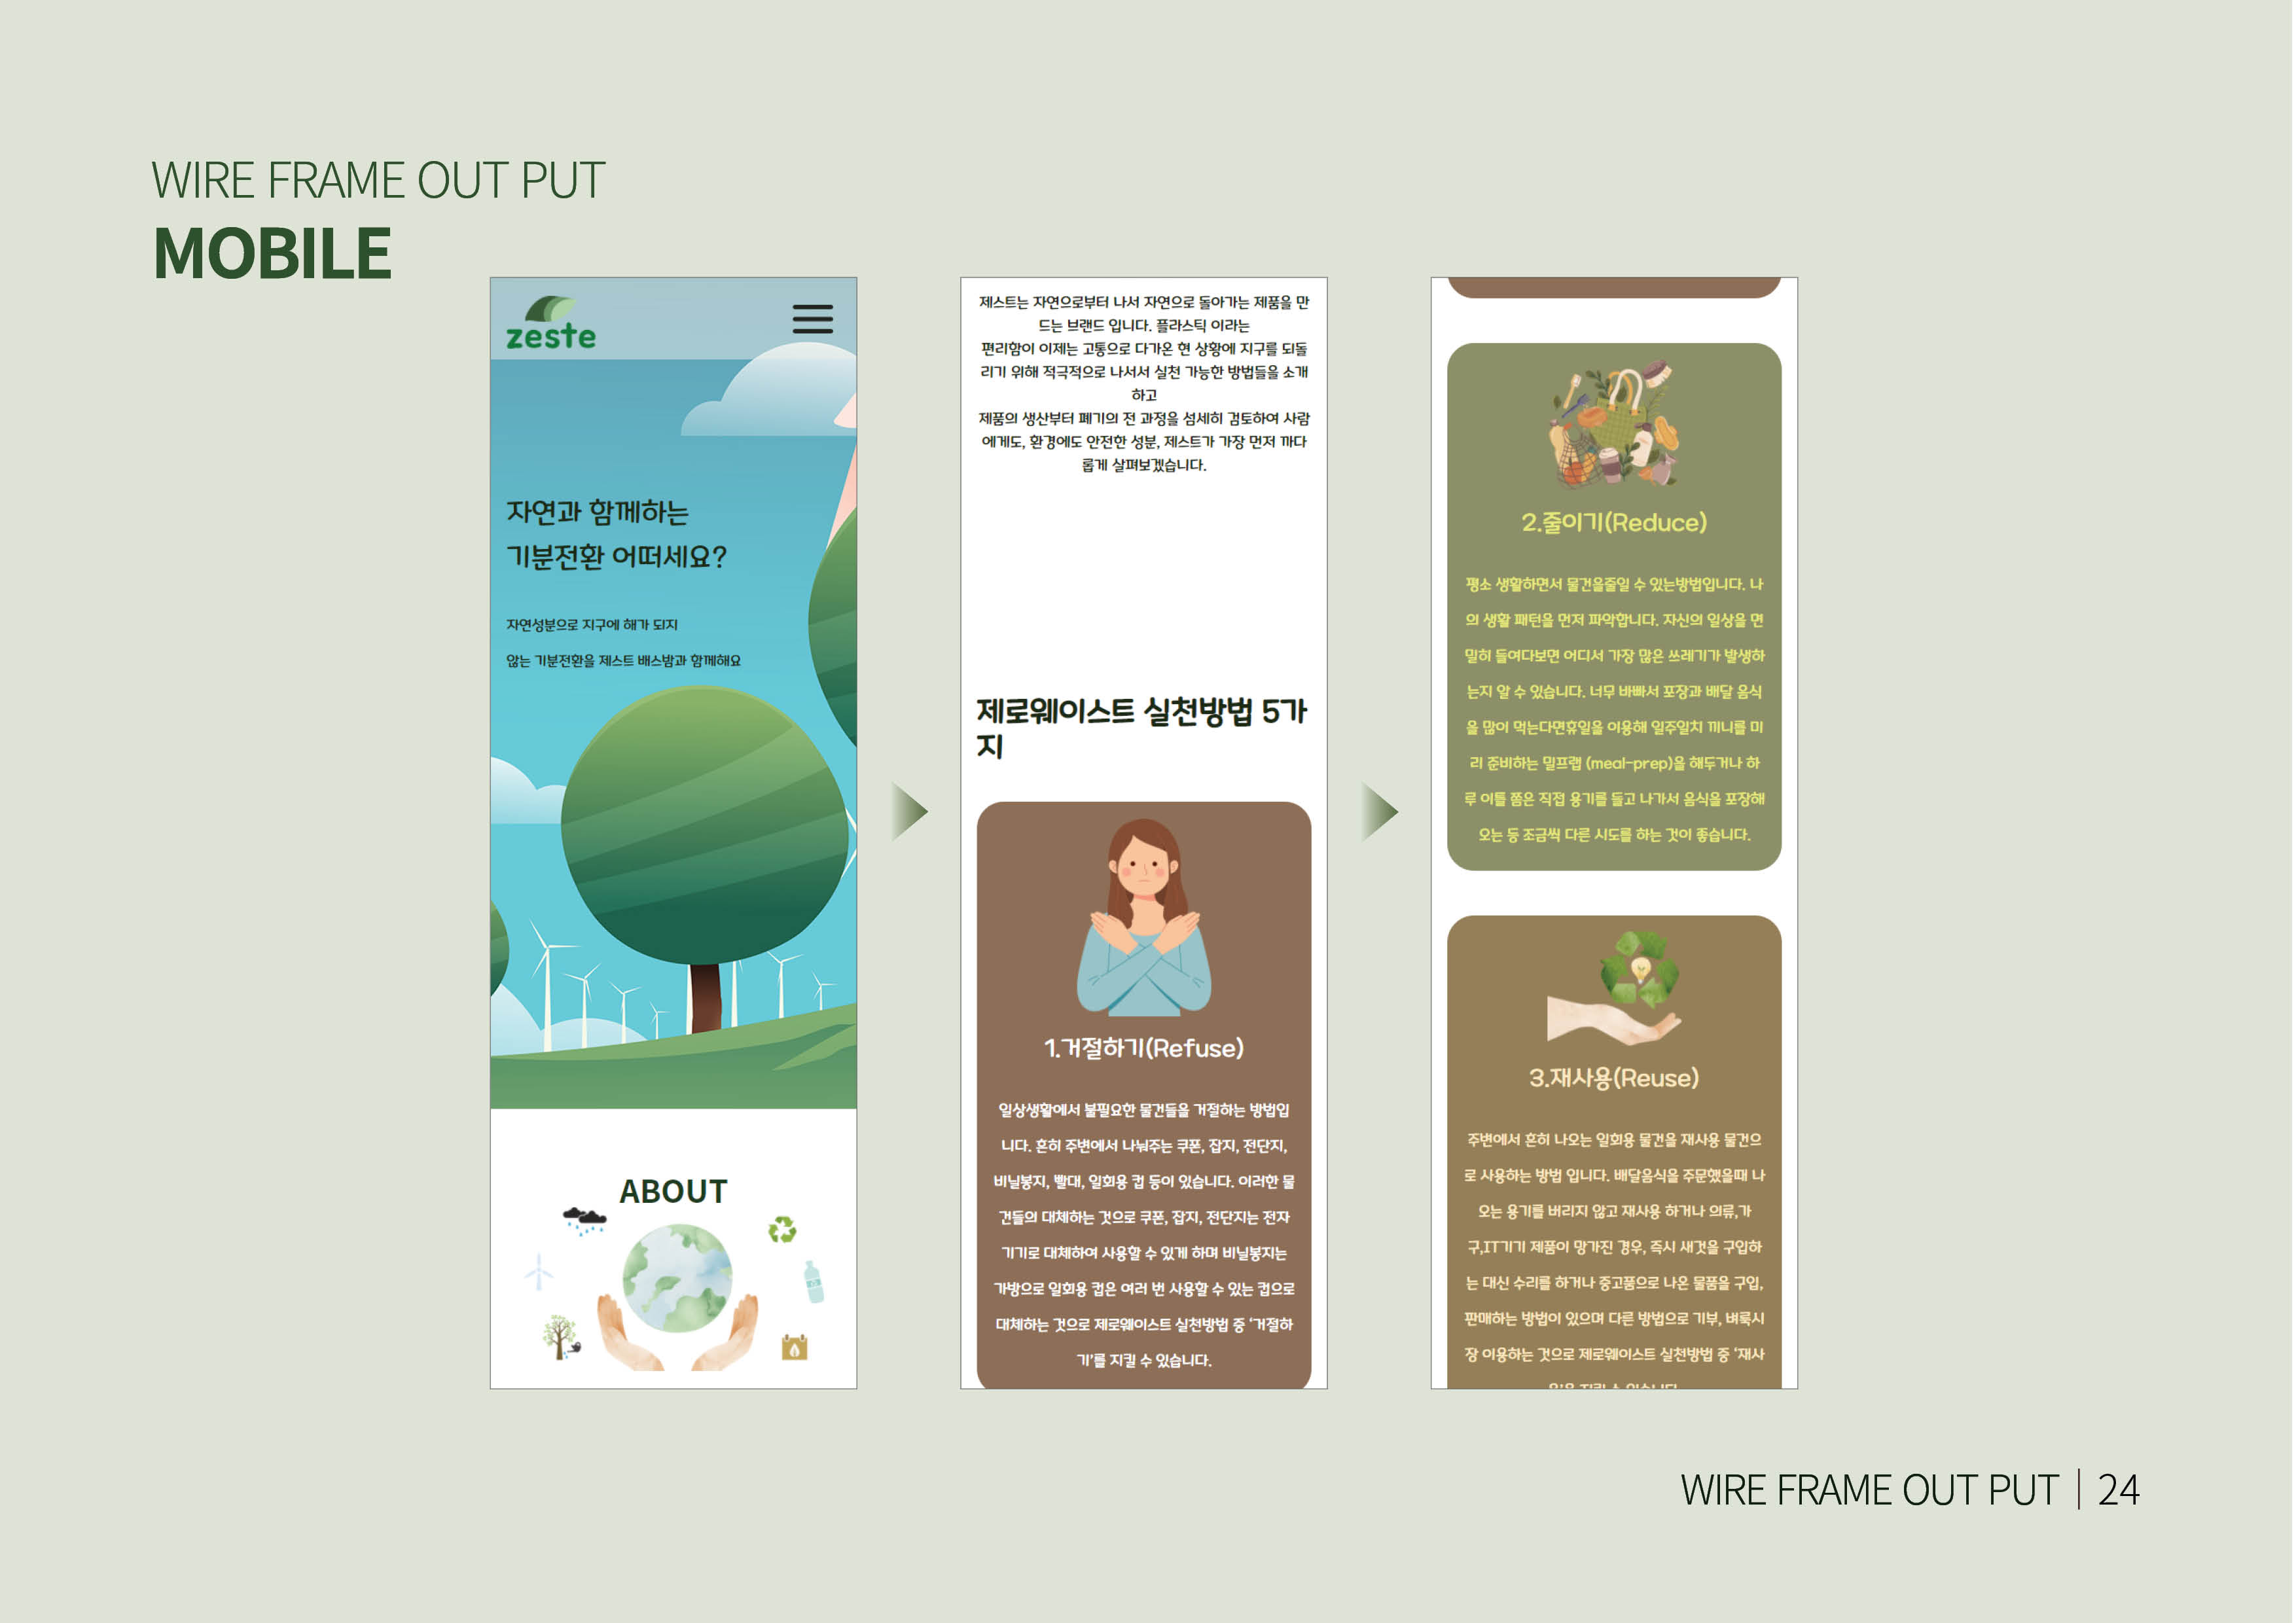 WIRE FRAME OUT PUT
MOBILE
zeste
자연과 함께하는
기분전환 어떠세요?
자연성분으로 지구에 해가 되지
않는 기분전환을 제스트 배스밤과 함께해요
ABOUT
제스트는 자연으로부터 나서 자연으로 돌아가는 제품을 만
드는 브랜드 입니다. 플라스틱 이라는
편리함이 이제는 고통으로 다가온 현 상황에 지구를 되돌
리기 위해 적극적으로 나서서 실천 가능한 방법들을 소개
하고
제품의 생산부터 폐기의 전 과정을 섬세히 검토하여 사람
에게도, 환경에도 안전한 성분, 제스트가 가장 먼저 까다
롭게 살펴보겠습니다.
제로웨이스트 실천방법 5가
지
1.거절하기(Refuse)
일상생활에서 불필요한 물건들을 거절하는 방법입
니다. 흔히 주변에서 나눠주는 쿠폰, 잡지, 전단지,
비닐봉지, 빨대, 일회용 컵 등이 있습니다. 이러한 물
건들의 대체하는 것으로 쿠폰, 잡지, 전단지는 전자
기기로 대체하여 사용할 수 있게 하며 비닐봉지는
가방으로 일회용 컵은 여러 번 사용할 수 있는 컵으로
대체하는 것으로 제로웨이스트 실천방법 중 ‘거절하
기’를 지킬 수 있습니다.
2.줄이기(Reduce)
평소 생활하면서 물건을줄일 수 있는방법입니다. 나
의 생활 패턴을 먼저 파악합니다. 자신의 일상을 면
밀히 들여다보면 어디서 가장 많은 쓰레기가 발생하
는지 알 수 있습니다. 너무 바빠서 포장과 배달 음식
을 많이 먹는다면휴일을 이용해 일주일치 끼니를 미
리 준비하는 밀프랩 (meal-prep)을 해두거나 하
루 이틀 쯤은 직접 용기를 들고 나가서 음식을 포장해
오는 등 조금씩 다른 시도를 하는 것이 좋습니다.
3.재사용(Reuse)
주변에서 흔히 나오는 일회용 물건을 재사용 물건으
로 사용하는 방법 입니다. 배달음식을 주문했을때 나
오는 용기를 버리지 않고 재사용 하거나 의류,가
구,IT기기 제품이 망가진 경우, 즉시 새것을 구입하
는 대신 수리를 하거나 중고품으로 나온 물품을 구입,
판매하는 방법이 있으며 다른 방법으로 기부, 벼룩시
장 이용하는 것으로 제로웨이스트 실천방법 중 ‘재사
WIRE FRAME OUT PUT | 24